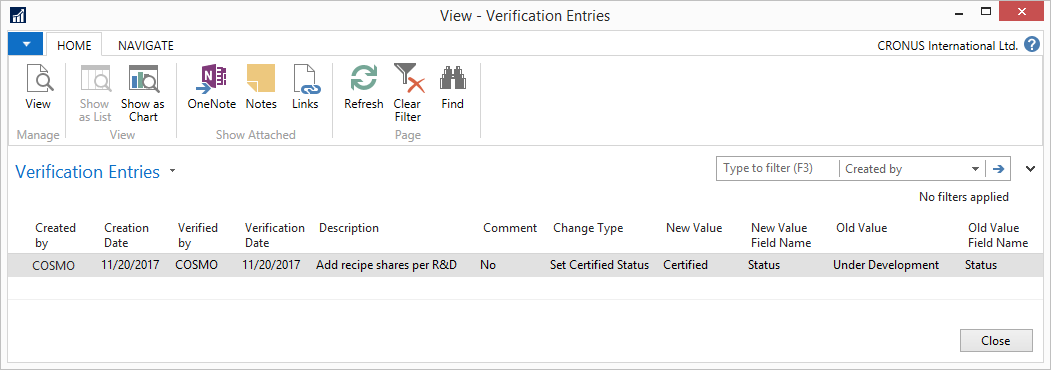 View - Verification Entries
HOME NAVIGATE CRONUS International Ltd. ?
View Show as List Show as Chart OneNote Notes Links Refresh Clear Filter Find
Manage View Show Attached Page
Verification Entries Type to filter (F3) Created by
No filters applied
Created by Creation Date Verified by Verification Date Description Comment Change Type New Value New Value Field Name Old Value Old Value Field Name
COSMO 11/20/2017 COSMO 11/20/2017 Add recipe shares per R&D No Set Certified Status Certified Status Under Development Status
Close